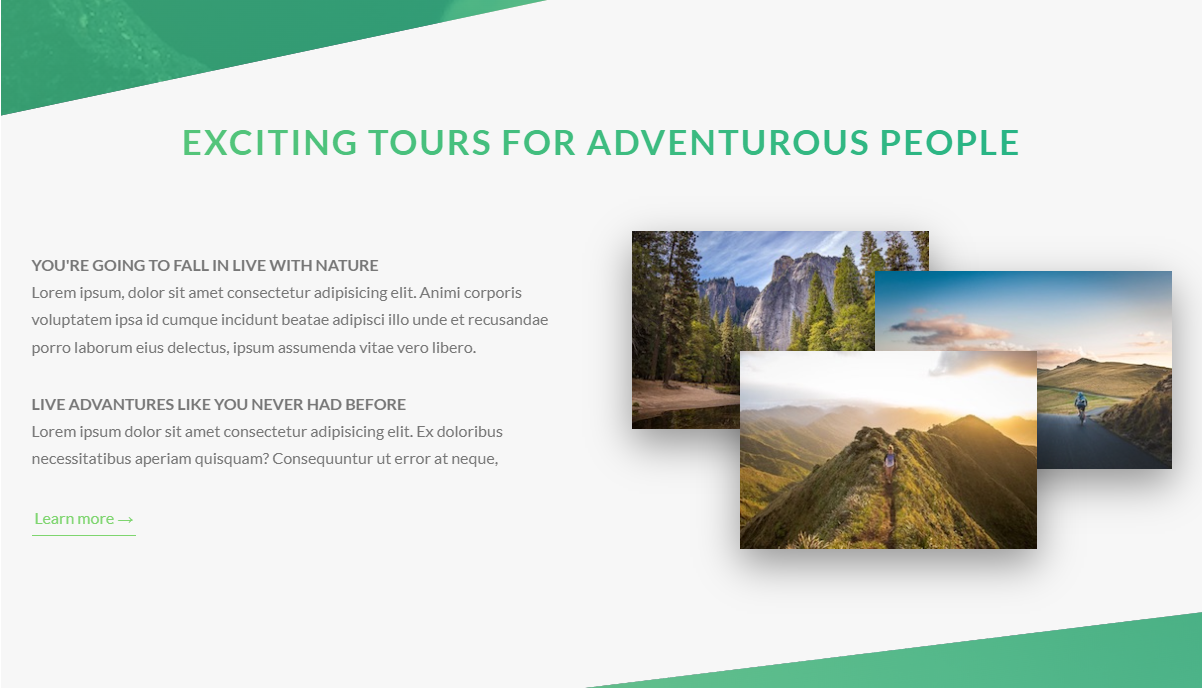 EXCITING TOURS FOR ADVENTUROUS PEOPLE
YOU'RE GOING TO FALL IN LIVE WITH NATURE
Lorem ipsum, dolor sit amet consectetur adipisicing elit. Animi corporis
voluptatem ipsa id cumque incidunt beatae adipisci illo unde et recusandae
porro laborum eius delectus, ipsum assumenda vitae vero libero.
LIVE ADVANTURES LIKE YOU NEVER HAD BEFORE
Lorem ipsum dolor sit amet consectetur adipisicing elit. Ex doloribus
necessitatibus aperiam quisquam? Consequuntur ut error at neque,
Learn more →